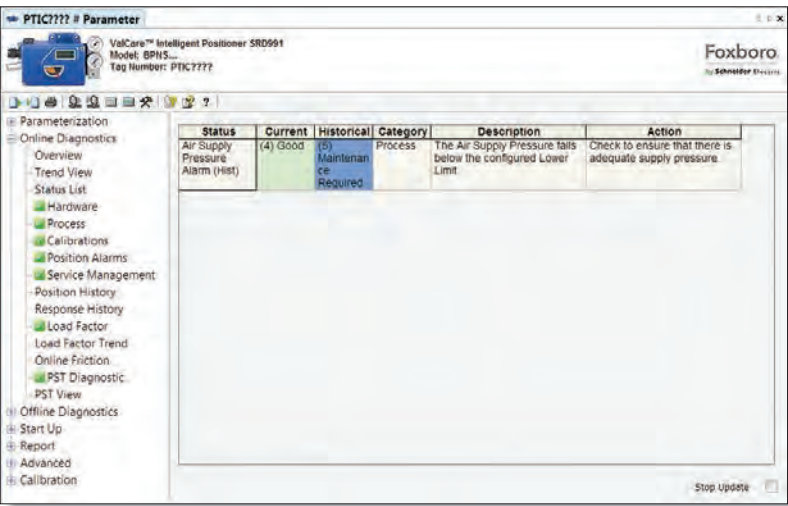 PTIC???? # Parameter
ValCare™ Intelligent Positioner SRD991
Model: BPNS...
Tag Number: PTIC????
Foxboro
by Schneider Electric
Parameterization
Online Diagnostics
Overview
Trend View
Status List
Hardware
Process
Calibrations
Position Alarms
Service Management
Position History
Response History
Load Factor
Load Factor Trend
Online Friction
PST Diagnostic
PST View
Offline Diagnostics
Start Up
Report
Advanced
Calibration
Status Current Historical Category Description Action
Air Supply (4) Good (5) Process The Air Supply Pressure falls Check to ensure that there is
Pressure Maintenan below the configured Lower adequate supply pressure.
Alarm (Hist) ce Limit
Required
Stop Update